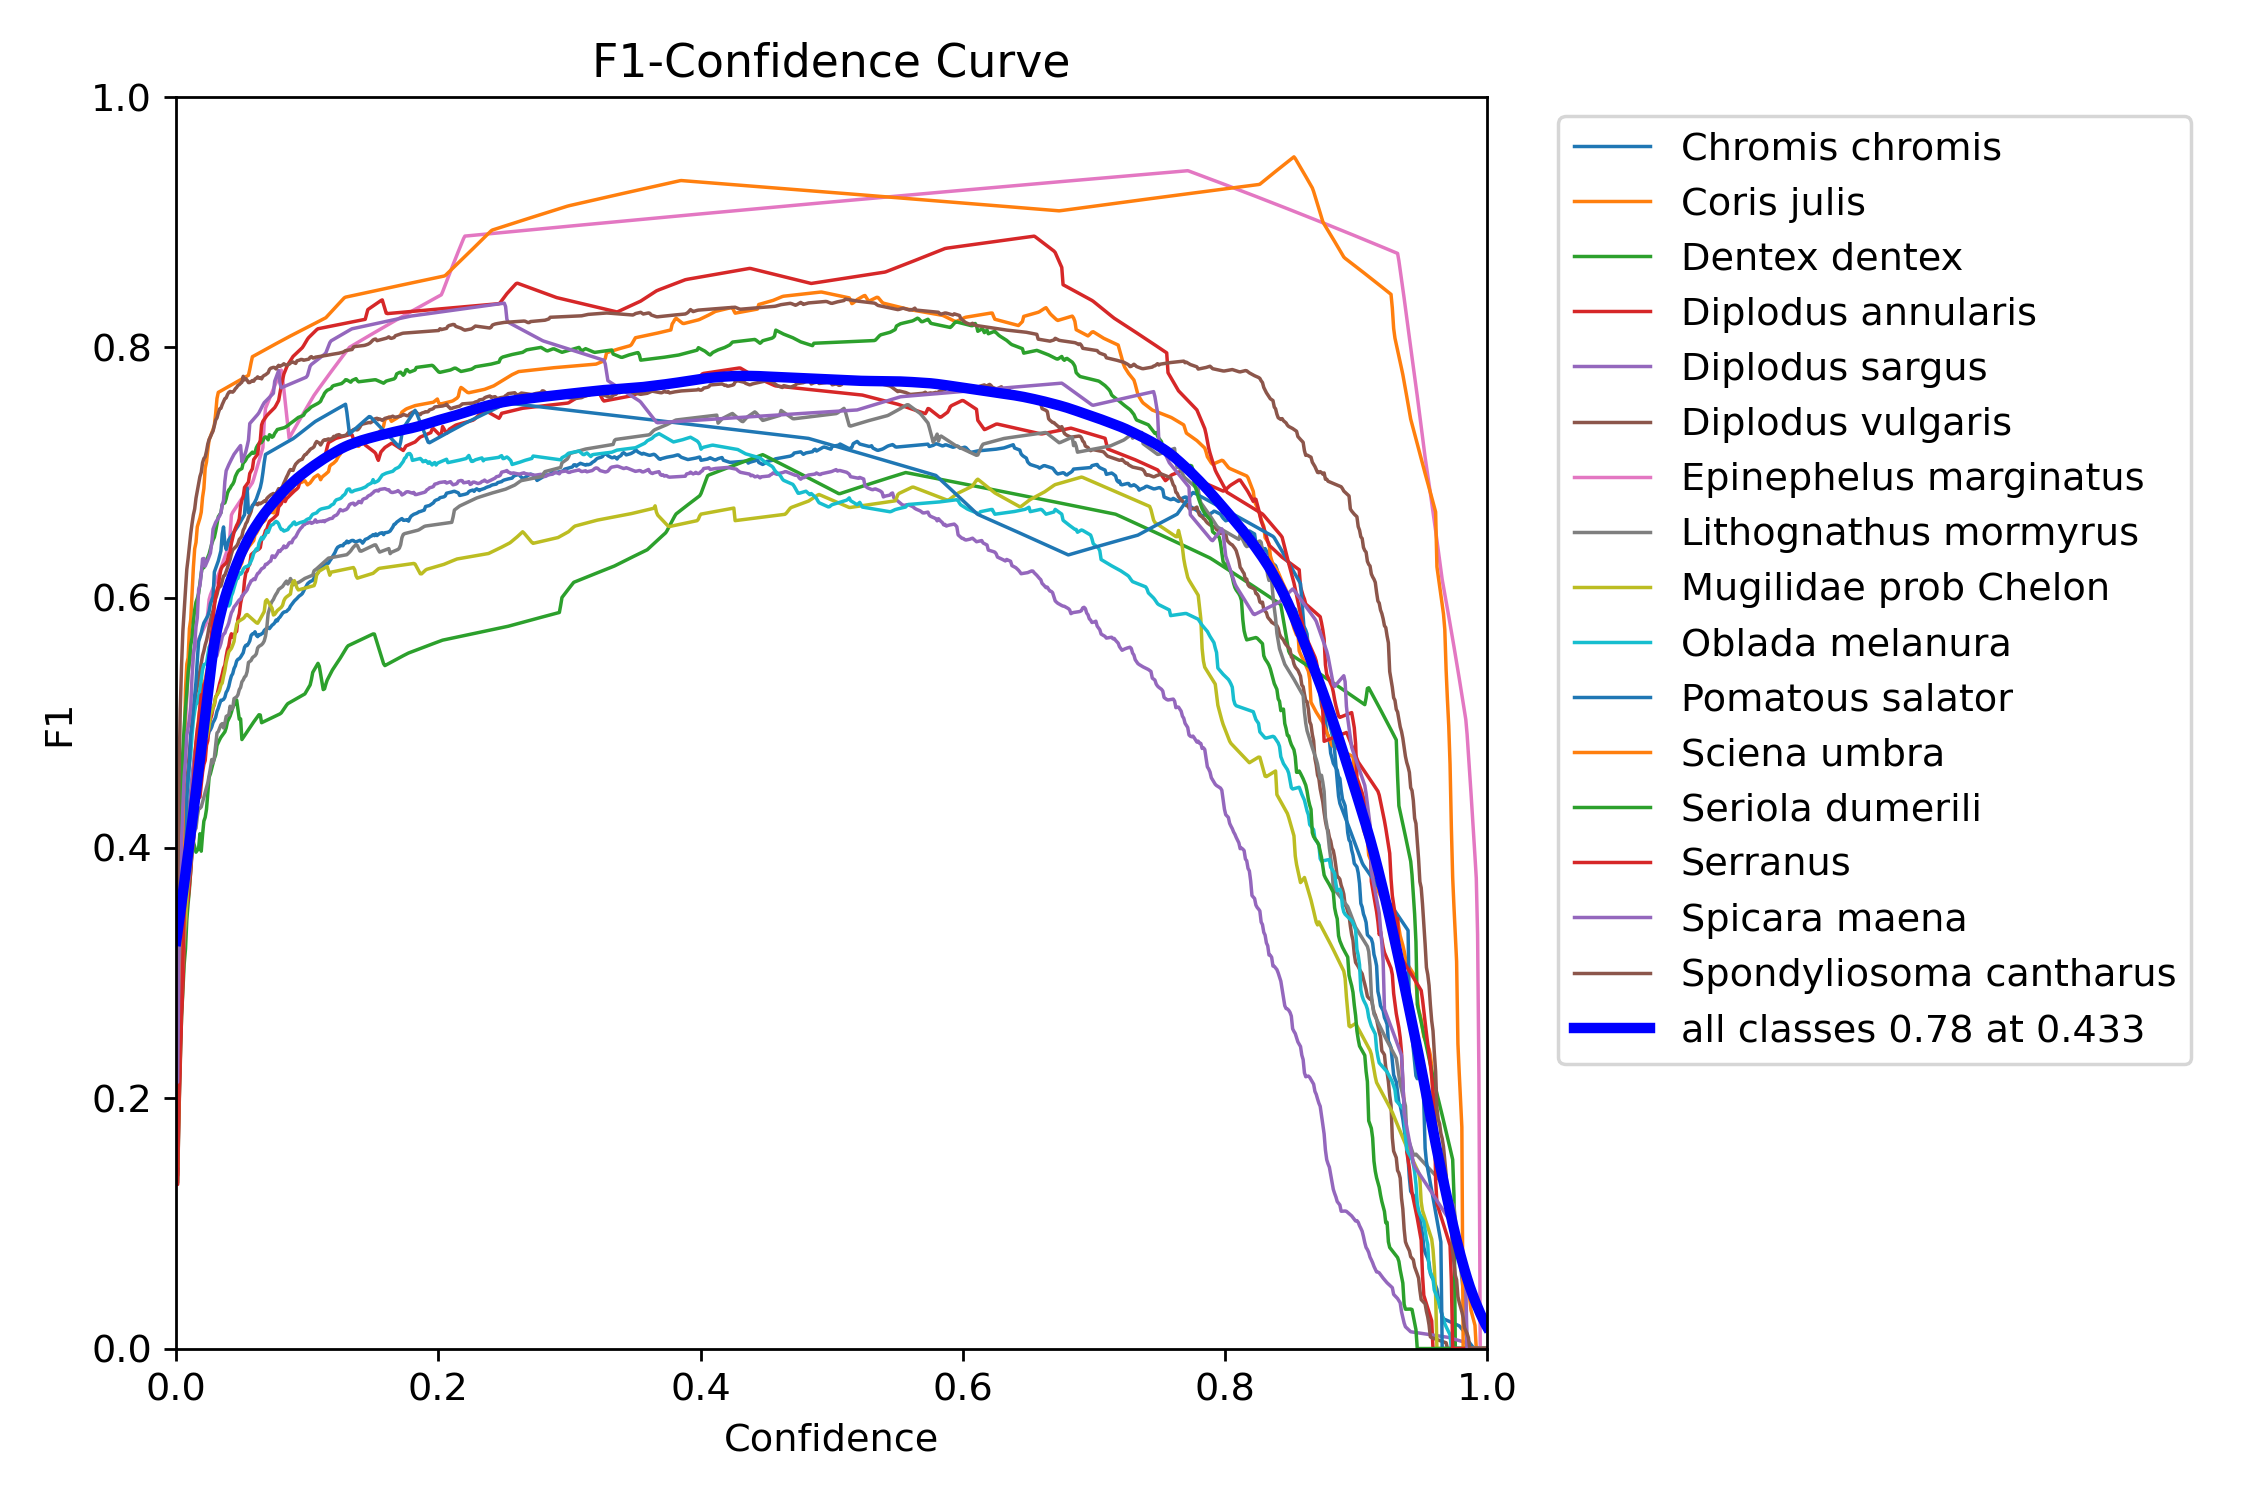 F1-Confidence Curve
1.0
0.8
0.6
0.4
0.2
0.0
F1
0.0 0.2 0.4 0.6 0.8 1.0
Confidence
Chromis chromis
Coris julis
Dentex dentex
Diplodus annularis
Diplodus sargus
Diplodus vulgaris
Epinephelus marginatus
Lithognathus mormyrus
Mugilidae prob Chelon
Oblada melanura
Pomatous salator
Sciena umbra
Seriola dumerili
Serranus
Spicara maena
Spondyliosoma cantharus
all classes 0.78 at 0.433